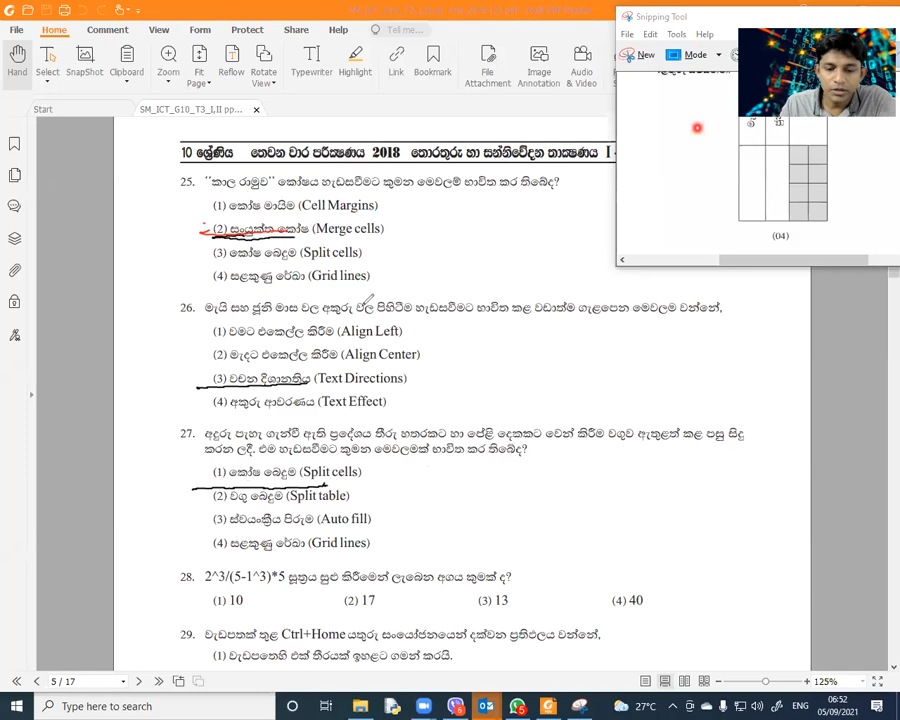 File Home Comment View Form Protect Share Help Tell me...
Hand Select SnapShot Clipboard Zoom Fit Page Reflow Rotate View Typewriter Highlight Link Bookmark File Attachment Image Annotation Audio & Video
Start SM_ICT_G10_T3_I,II pp...
Snipping Tool
File Edit Tools Help
New Mode
(04)
10 ශ්‍රේණිය තෙවන වාර පරීක්ෂණය 2018 තොරතුරු හා සන්නිවේදන තාක්ෂණය I
25. "කාල රාමුව" කෝෂය හැඩසවීමට කුමන මෙවලම් භාවිත කර තිබේද?
(1) කෝෂ මායිම (Cell Margins)
(2) සංයුක්ත කෝෂ (Merge cells)
(3) කෝෂ බෙදුම (Split cells)
(4) සළකුණු රේඛා (Grid lines)
26. මැයි සහ ජූනි මාස වල අකුරු වල පිහිටීම හැඩසවීමට භාවිත කළ වඩාත්ම ගැළපෙන මෙවලම වන්නේ,
(1) වමට එකෙල්ල කිරීම (Align Left)
(2) මැදට එකෙල්ල කිරීම (Align Center)
(3) වචන දිශානතිය (Text Directions)
(4) අකුරු ආවරණය (Text Effect)
27. අඳුරු පැහැ ගැන්වී ඇති ප්‍රදේශය තීරු හතරකට හා පේළි දෙකකට වෙන් කිරීම වගුව ඇතුළත් කළ පසු සිදු
කරන ලදී. එම හැඩසවීමට කුමන මෙවලමක් භාවිත කර තිබේද?
(1) කෝෂ බෙදුම (Split cells)
(2) වගු බෙදුම (Split table)
(3) ස්වයංක්‍රීය පිරුම (Auto fill)
(4) සළකුණු රේඛා (Grid lines)
28. 2^3/(5-1^3)*5 සූත්‍රය සුළු කිරීමෙන් ලැබෙන අගය කුමක් ද?
(1) 10 (2) 17 (3) 13 (4) 40
29. වැඩපතක් තුළ Ctrl+Home යතුරු සංයෝජනයෙන් දක්වන ප්‍රතිඵලය වන්නේ,
(1) වැඩපතෙහි එක් තීරයක් ඉහළට ගමන් කරයි.
5 / 17 125%
Type here to search 27°C ENG 06:52
05/09/2021